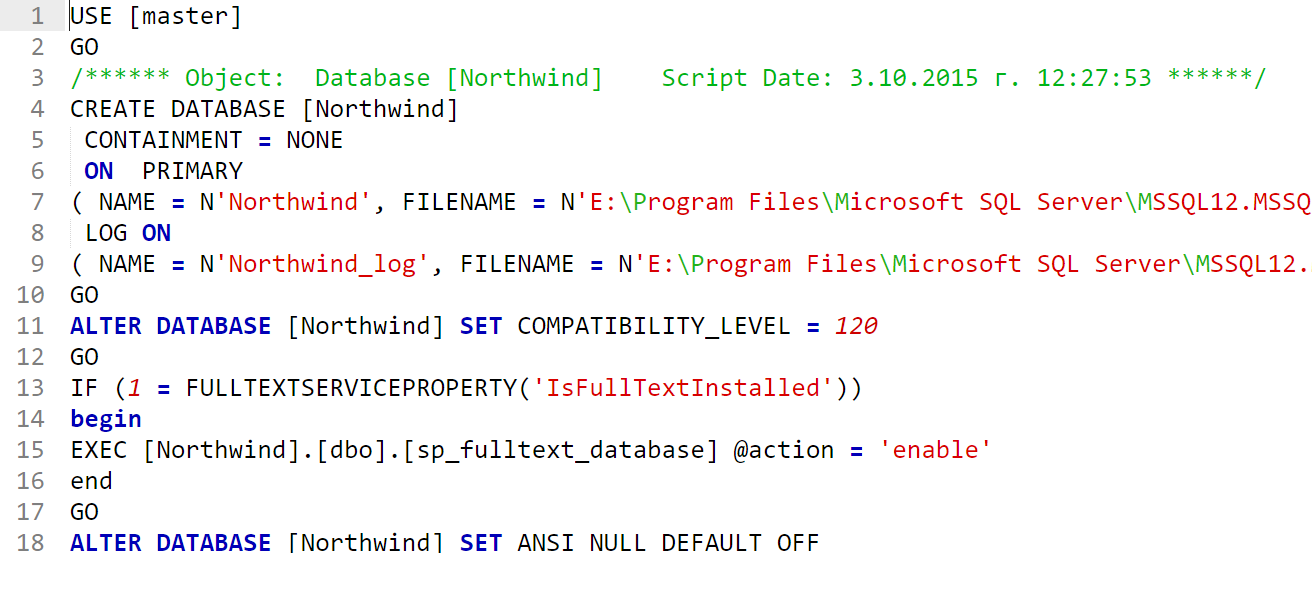 1 USE [master]
2 GO
3 /****** Object:  Database [Northwind]    Script Date: 3.10.2015 г. 12:27:53 ******/
4 CREATE DATABASE [Northwind]
5  CONTAINMENT = NONE
6  ON  PRIMARY
7 ( NAME = N'Northwind', FILENAME = N'E:\Program Files\Microsoft SQL Server\MSSQL12.MSSQ
8  LOG ON
9 ( NAME = N'Northwind_log', FILENAME = N'E:\Program Files\Microsoft SQL Server\MSSQL12.
10 GO
11 ALTER DATABASE [Northwind] SET COMPATIBILITY_LEVEL = 120
12 GO
13 IF (1 = FULLTEXTSERVICEPROPERTY('IsFullTextInstalled'))
14 begin
15 EXEC [Northwind].[dbo].[sp_fulltext_database] @action = 'enable'
16 end
17 GO
18 ALTER DATABASE [Northwind] SET ANSI NULL DEFAULT OFF